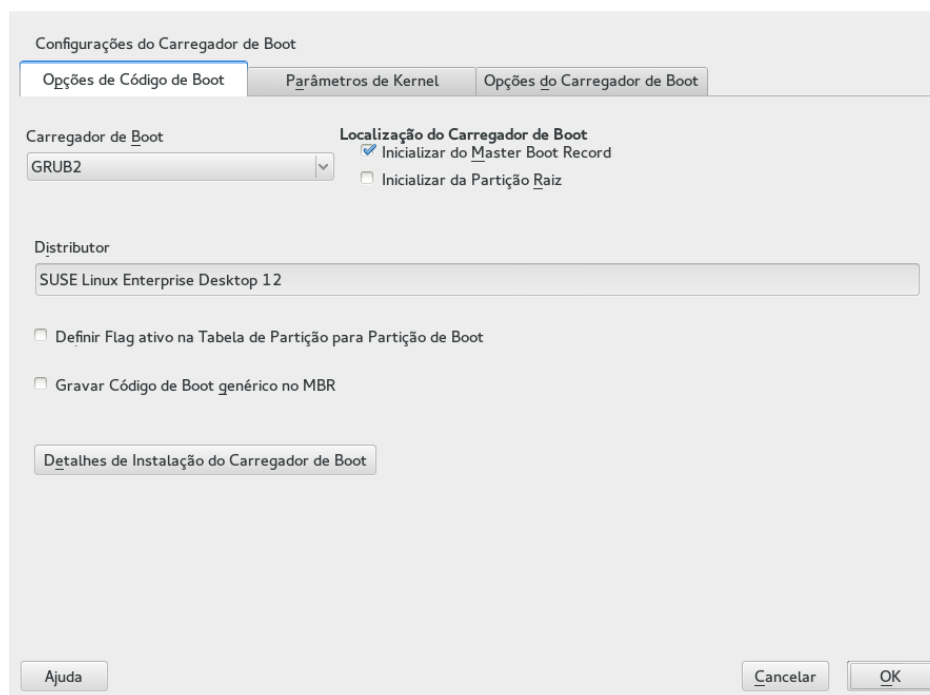 Configurações do Carregador de Boot
Opções de Código de Boot
Parâmetros de Kernel
Opções do Carregador de Boot
Carregador de Boot
GRUB2
Localização do Carregador de Boot
Inicializar do Master Boot Record
Inicializar da Partição Raiz
Distributor
SUSE Linux Enterprise Desktop 12
Definir Flag ativo na Tabela de Partição para Partição de Boot
Gravar Código de Boot genérico no MBR
Detalhes de Instalação do Carregador de Boot
Ajuda
Cancelar
OK